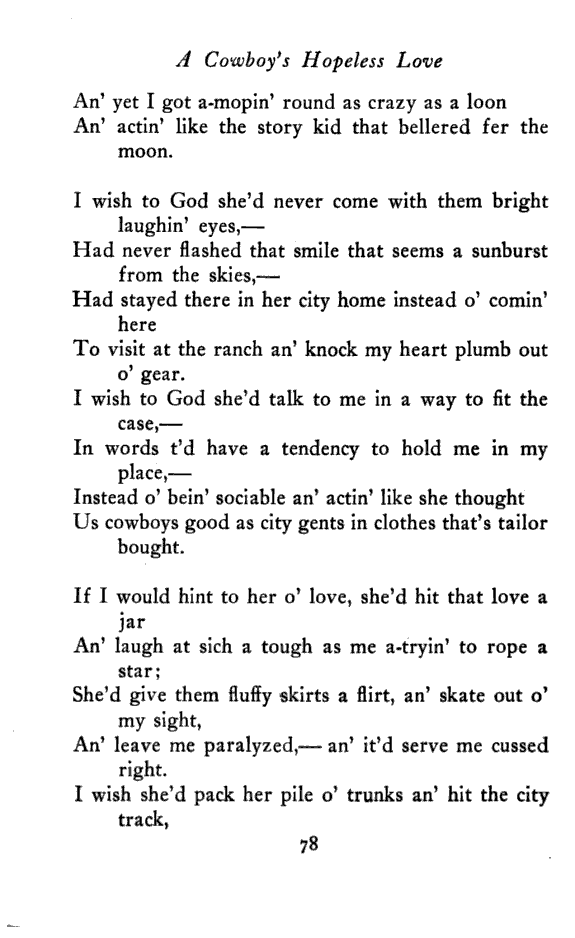 A Cowboy's Hopeless Love
An' yet I got a-mopin' round as crazy as a loon
An' actin' like the story kid that bellered fer the
moon.
I wish to God she'd never come with them bright
laughin' eyes,—
Had never flashed that smile that seems a sunburst
from the skies,—
Had stayed there in her city home instead o' comin'
here
To visit at the ranch an' knock my heart plumb out
o' gear.
I wish to God she'd talk to me in a way to fit the
case,—
In words t'd have a tendency to hold me in my
place,—
Instead o' bein' sociable an' actin' like she thought
Us cowboys good as city gents in clothes that's tailor
bought.
If I would hint to her o' love, she'd hit that love a
jar
An' laugh at sich a tough as me a-tryin' to rope a
star;
She'd give them fluffy skirts a flirt, an' skate out o'
my sight,
An' leave me paralyzed,— an' it'd serve me cussed
right.
I wish she'd pack her pile o' trunks an' hit the city
track,
78